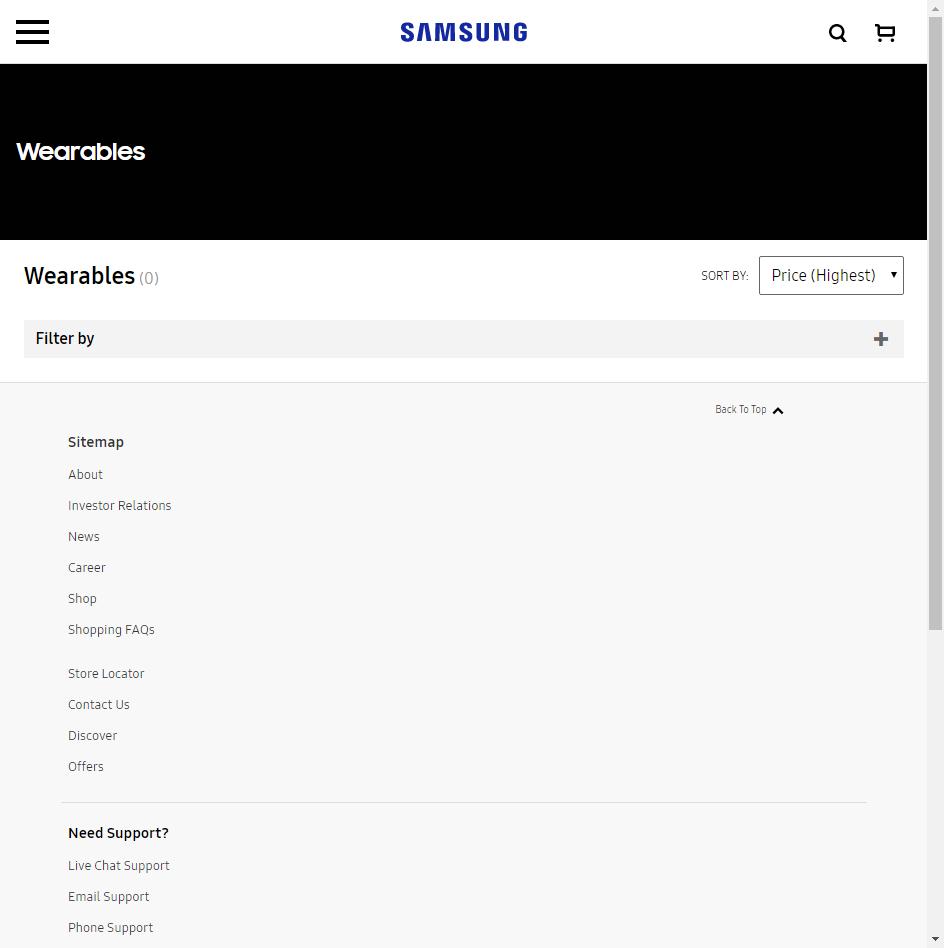 SAMSUNG
Wearables
Wearables (0)
SORT BY: Price (Highest)
Filter by
Back To Top
Sitemap
About
Investor Relations
News
Career
Shop
Shopping FAQs
Store Locator
Contact Us
Discover
Offers
Need Support?
Live Chat Support
Email Support
Phone Support